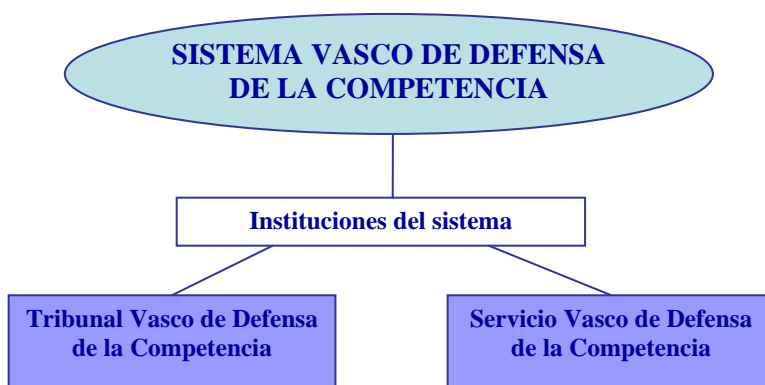 SISTEMA VASCO DE DEFENSA
DE LA COMPETENCIA
Instituciones del sistema
Tribunal Vasco de Defensa
de la Competencia
Servicio Vasco de Defensa
de la Competencia